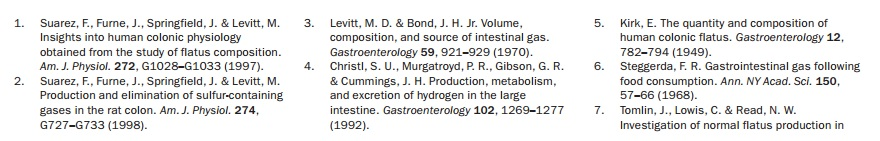 1. Suarez, F., Furne, J., Springfield, J. & Levitt, M.
Insights into human colonic physiology
obtained from the study of flatus composition.
Am. J. Physiol. 272, G1028–G1033 (1997).
2. Suarez, F., Furne, J., Springfield, J. & Levitt, M.
Production and elimination of sulfur-containing
gases in the rat colon. Am. J. Physiol. 274,
G727–G733 (1998).
3. Levitt, M. D. & Bond, J. H. Jr. Volume,
composition, and source of intestinal gas.
Gastroenterology 59, 921–929 (1970).
4. Christl, S. U., Murgatroyd, P. R., Gibson, G. R.
& Cummings, J. H. Production, metabolism,
and excretion of hydrogen in the large
intestine. Gastroenterology 102, 1269–1277
(1992).
5. Kirk, E. The quantity and composition of
human colonic flatus. Gastroenterology 12,
782–794 (1949).
6. Steggerda, F. R. Gastrointestinal gas following
food consumption. Ann. NY Acad. Sci. 150,
57–66 (1968).
7. Tomlin, J., Lowis, C. & Read, N. W.
Investigation of normal flatus production in